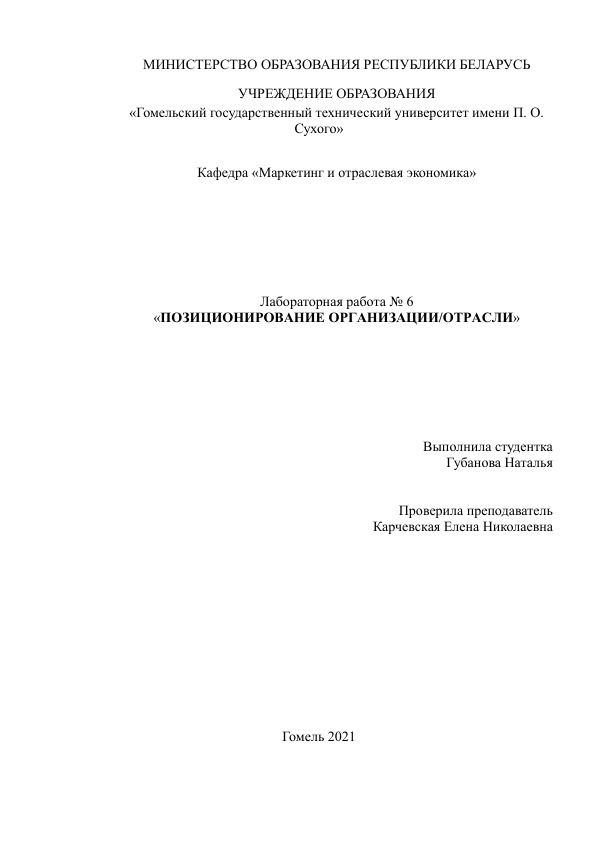 МИНИСТЕРСТВО ОБРАЗОВАНИЯ РЕСПУБЛИКИ БЕЛАРУСЬ
УЧРЕЖДЕНИЕ ОБРАЗОВАНИЯ
«Гомельский государственный технический университет имени П. О.
Сухого»
Кафедра «Маркетинг и отраслевая экономика»
Лабораторная работа № 6
«ПОЗИЦИОНИРОВАНИЕ ОРГАНИЗАЦИИ/ОТРАСЛИ»
Выполнила студентка
Губанова Наталья
Проверила преподаватель
Карчевская Елена Николаевна
Гомель 2021